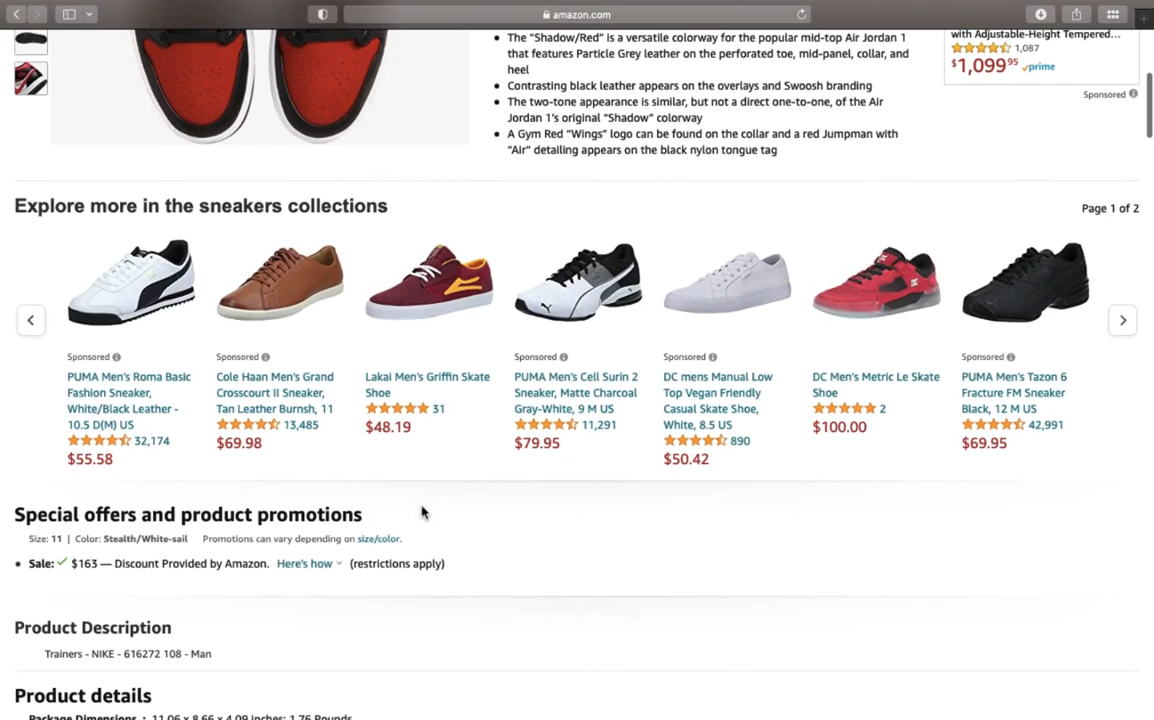 amazon.com
The "Shadow/Red" is a versatile colorway for the popular mid-top Air Jordan 1
that features Particle Grey leather on the perforated toe, mid-panel, collar, and
heel
Contrasting black leather appears on the overlays and Swoosh branding
The two-tone appearance is similar, but not a direct one-to-one, of the Air
Jordan 1's original "Shadow" colorway
A Gym Red "Wings" logo can be found on the collar and a red Jumpman with
"Air" detailing appears on the black nylon tongue tag
with Adjustable-Height Tempered...
1,087
$1,099.95 prime
Sponsored
Explore more in the sneakers collections
Page 1 of 2
Sponsored
PUMA Men's Roma Basic
Fashion Sneaker,
White/Black Leather -
10.5 D(M) US
32,174
$55.58
Sponsored
Cole Haan Men's Grand
Crosscourt II Sneaker,
Tan Leather Burnsh, 11
13,485
$69.98
Lakai Men's Griffin Skate
Shoe
31
$48.19
Sponsored
PUMA Men's Cell Surin 2
Sneaker, Matte Charcoal
Gray-White, 9 M US
11,291
$79.95
Sponsored
DC mens Manual Low
Top Vegan Friendly
Casual Skate Shoe,
White, 8.5 US
890
$50.42
DC Men's Metric Le Skate
Shoe
2
$100.00
Sponsored
PUMA Men's Tazon 6
Fracture FM Sneaker
Black, 12 M US
42,991
$69.95
Special offers and product promotions
Size: 11 | Color: Stealth/White-sail Promotions can vary depending on size/color.
Sale: $163 — Discount Provided by Amazon. Here's how (restrictions apply)
Product Description
Trainers - NIKE - 616272 108 - Man
Product details
Package Dimensions : 11.06 x 8.66 x 4.09 inches; 1.76 Pounds